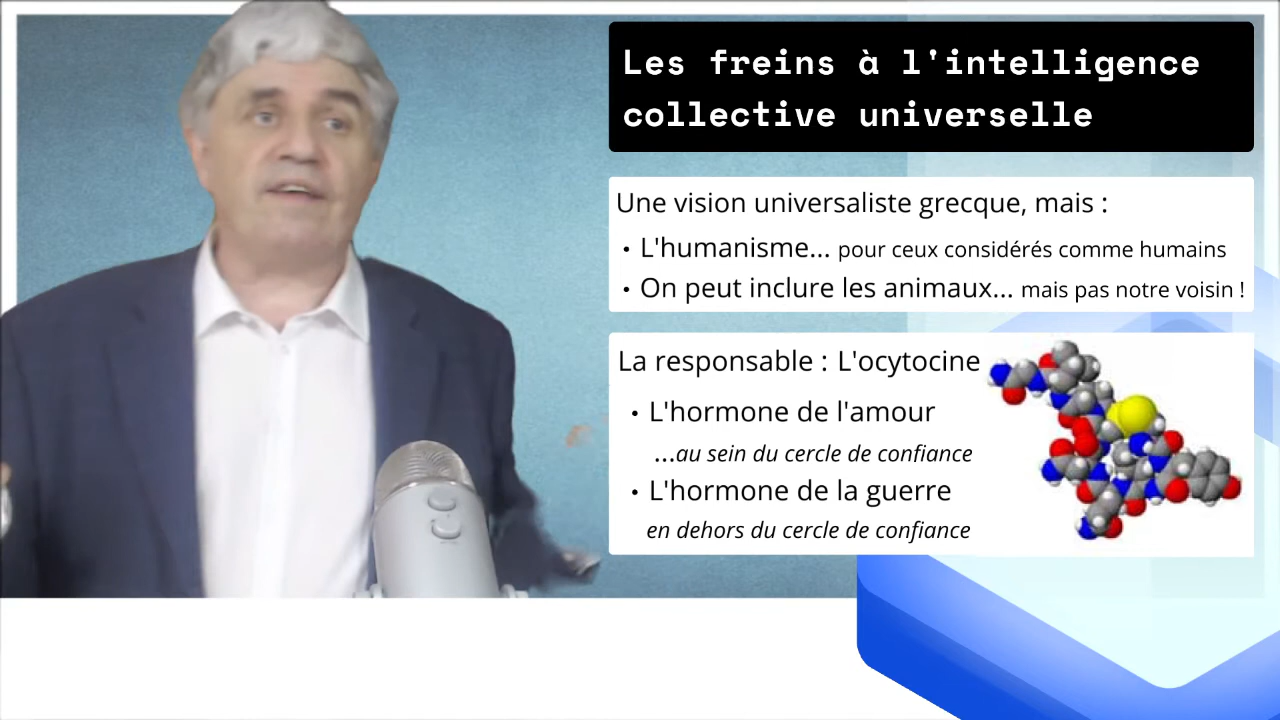 Les freins à l'intelligence
collective universelle
Une vision universaliste grecque, mais :
• L'humanisme... pour ceux considérés comme humains
• On peut inclure les animaux... mais pas notre voisin !
La responsable : L'ocytocine
• L'hormone de l'amour
...au sein du cercle de confiance
• L'hormone de la guerre
en dehors du cercle de confiance